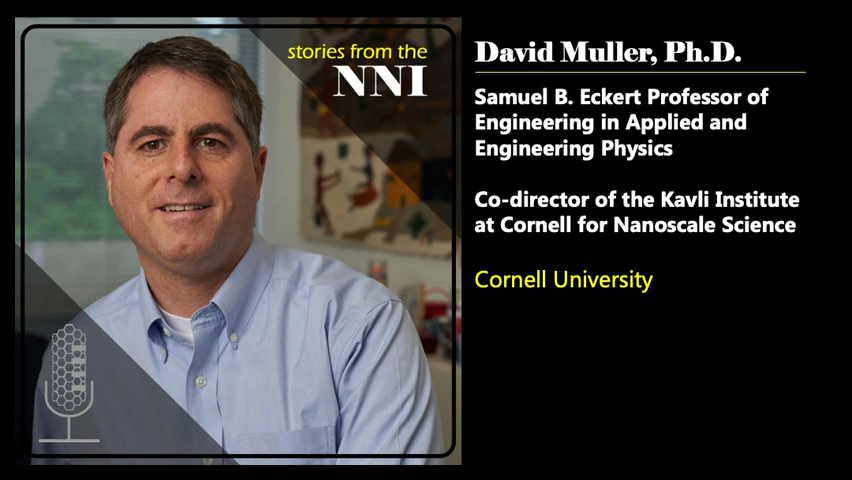 stories from the
NNI
David Muller, Ph.D.
Samuel B. Eckert Professor of
Engineering in Applied and
Engineering Physics
Co-director of the Kavli Institute
at Cornell for Nanoscale Science
Cornell University
NNI